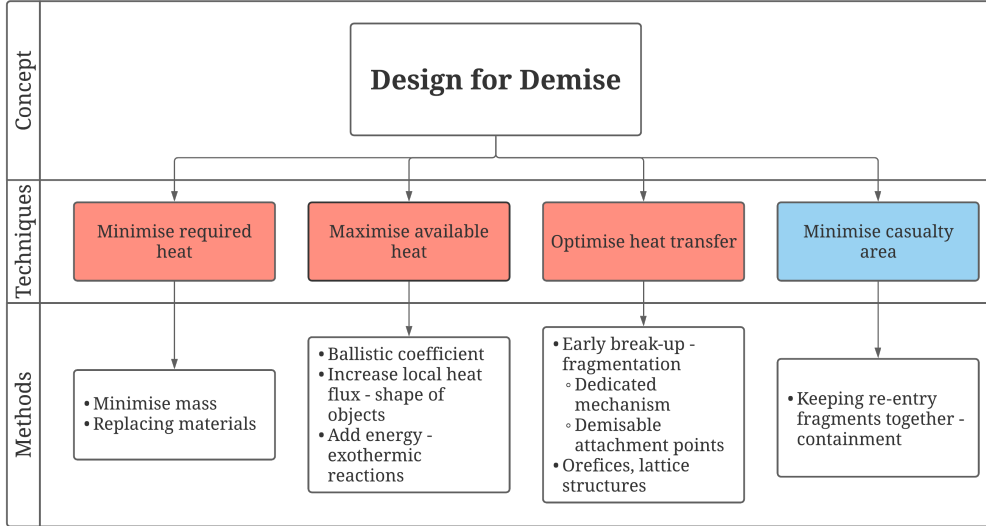 Concept
Design for Demise
Techniques
Minimise required
heat
Maximise available
heat
Optimise heat transfer
Minimise casualty
area
Methods
• Minimise mass
• Replacing materials
• Ballistic coefficient
• Increase local heat
flux - shape of
objects
• Add energy -
exothermic
reactions
• Early break-up -
fragmentation
◦ Dedicated
mechanism
◦ Demisable
attachment points
• Orefices, lattice
structures
• Keeping re-entry
fragments together -
containment